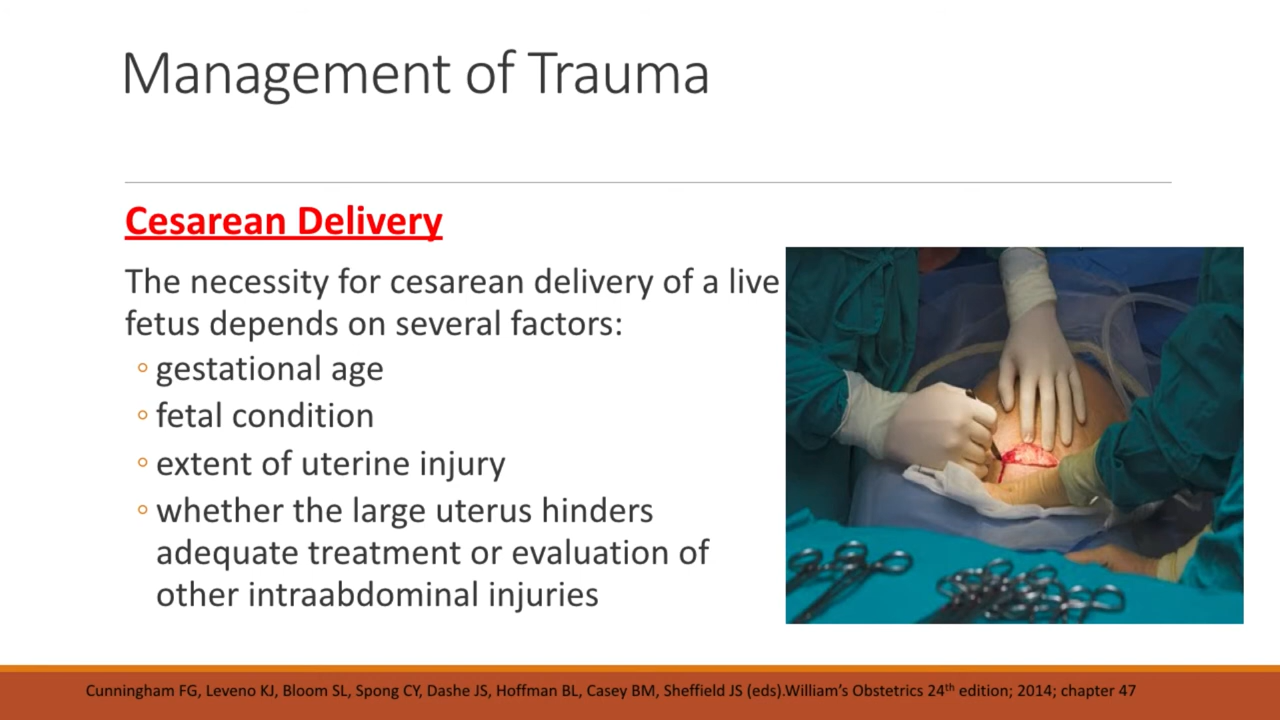 Management of Trauma
Cesarean Delivery
The necessity for cesarean delivery of a live
fetus depends on several factors:
◦ gestational age
◦ fetal condition
◦ extent of uterine injury
◦ whether the large uterus hinders
adequate treatment or evaluation of
other intraabdominal injuries
Cunningham FG, Leveno KJ, Bloom SL, Spong CY, Dashe JS, Hoffman BL, Casey BM, Sheffield JS (eds).William’s Obstetrics 24th edition; 2014; chapter 47